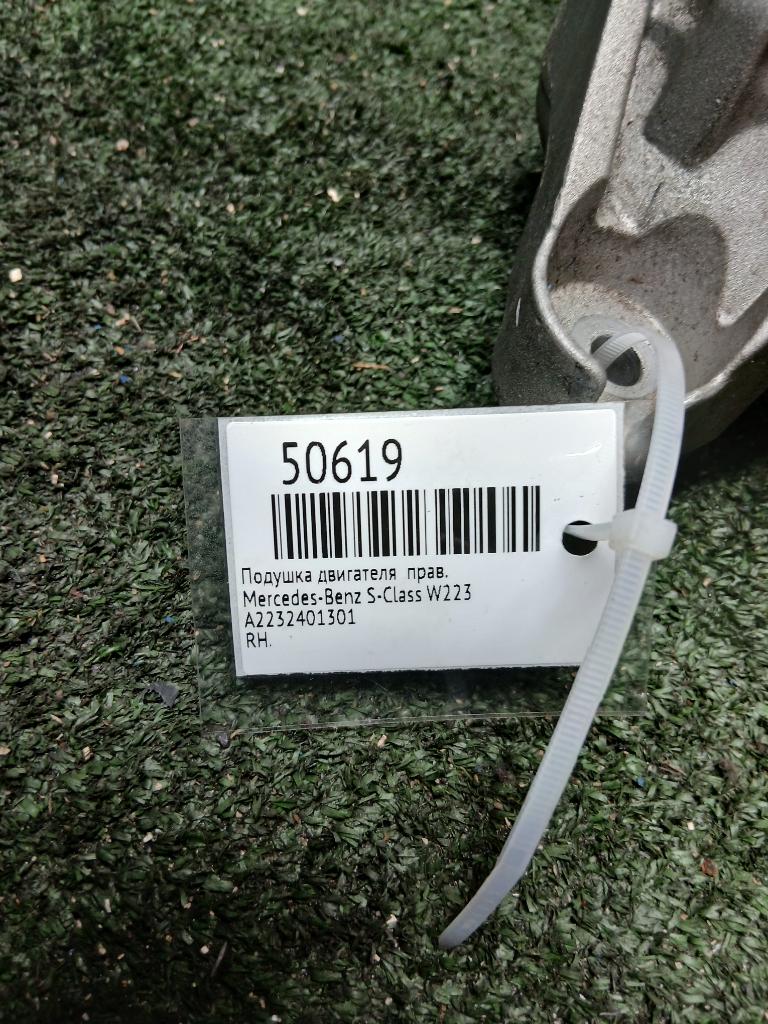 50619
Подушка двигателя прав.
Mercedes-Benz S-Class W223
A2232401301
RH.